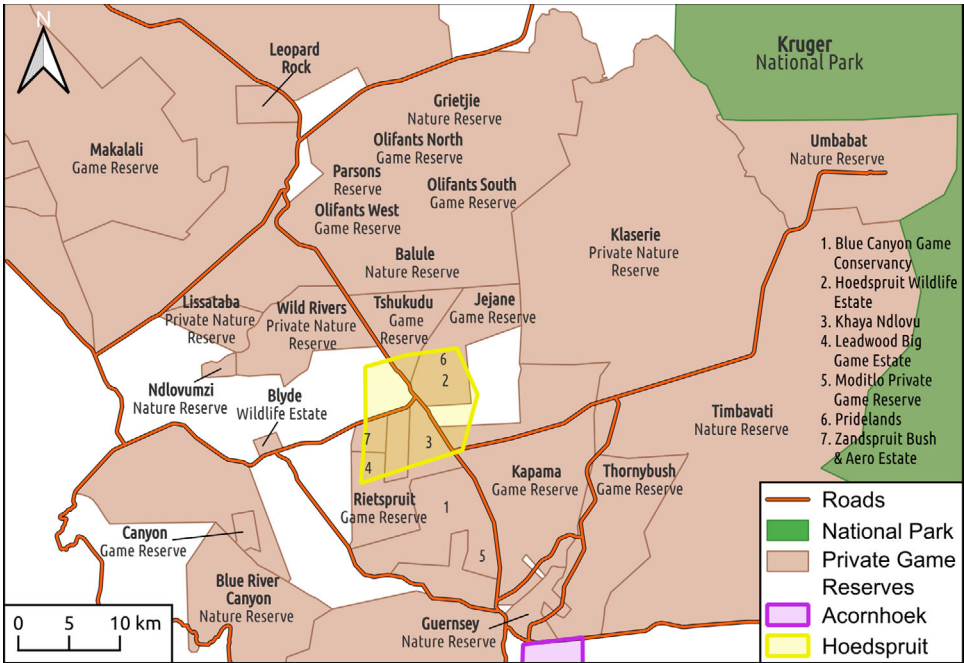 N
Leopard
Rock
Kruger
National Park
Grietjie
Nature Reserve
Makalali
Game Reserve
Olifants North
Game Reserve
Umbabat
Nature Reserve
Parsons
Reserve
Olifants South
Game Reserve
Olifants West
Game Reserve
Klaserie
Private Nature
Reserve
Balule
Nature Reserve
1. Blue Canyon Game
Conservancy
2. Hoedspruit Wildlife
Estate
3. Khaya Ndlovu
4. Leadwood Big
Game Estate
5. Moditlo Private
Game Reserve
6. Pridelands
7. Zandspruit Bush
& Aero Estate
Lissataba
Private Nature
Reserve
Wild Rivers
Private Nature
Reserve
Tshukudu
Game
Reserve
Jejane
Game Reserve
6
2
Ndlovumzi
Nature Reserve
Blyde
Wildlife Estate
Timbavati
Nature Reserve
7
3
4
Kapama
Game Reserve
Thornybush
Game Reserve
Rietspruit
Game Reserve
1
Canyon
Game Reserve
5
Blue River
Canyon
Nature Reserve
Guernsey
Nature Reserve
Roads
National Park
Private Game
Reserves
Acornhoek
Hoedspruit
0 5 10 km